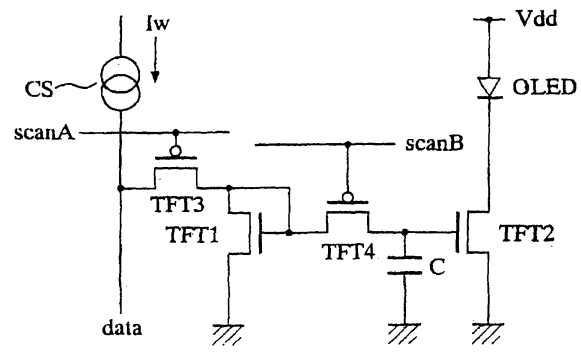 Iw
Vdd
CS
OLED
scanA
scanB
TFT3
TFT1
TFT4
C
TFT2
data